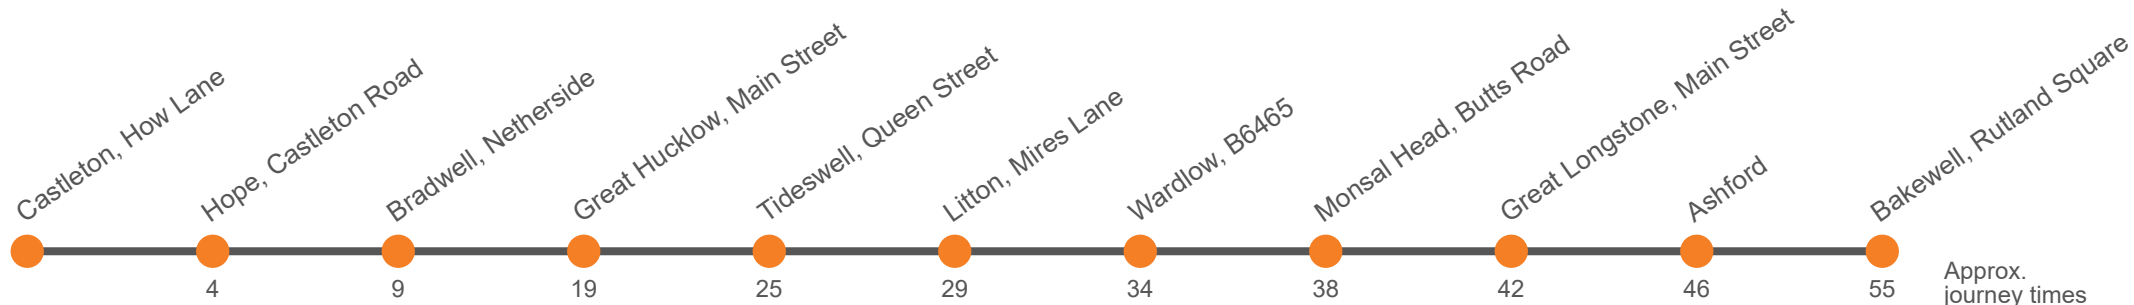 Castleton, How Lane
Hope, Castleton Road
Bradwell, Netherside
Great Hucklow, Main Street
Tideswell, Queen Street
Litton, Mires Lane
Wardlow, B6465
Monsal Head, Butts Road
Great Longstone, Main Street
Ashford
Bakewell, Rutland Square
4
9
19
25
29
34
38
42
46
55
Approx.
journey times